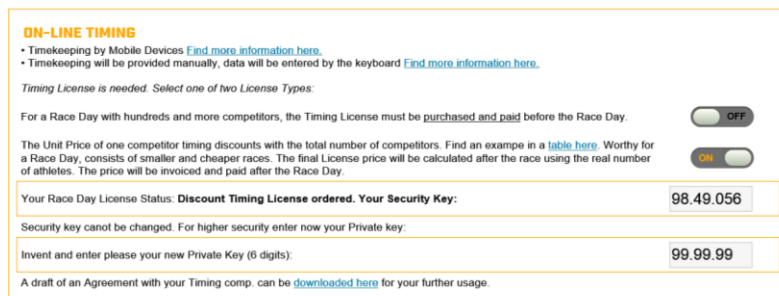 ON-LINE TIMING
• Timekeeping by Mobile Devices Find more information here.
• Timekeeping will be provided manually, data will be entered by the keyboard Find more information here.
Timing License is needed. Select one of two License Types:
For a Race Day with hundreds and more competitors, the Timing License must be purchased and paid before the Race Day.
OFF
The Unit Price of one competitor timing discounts with the total number of competitors. Find an exampe in a table here. Worthy for
a Race Day, consists of smaller and cheaper races. The final License price will be calculated after the race using the real number
of athletes. The price will be invoiced and paid after the Race Day.
ON
Your Race Day License Status: Discount Timing License ordered. Your Security Key: 98.49.056
Security key canot be changed. For higher security enter now your Private key:
Invent and enter please your new Private Key (6 digits): 99.99.99
A draft of an Agreement with your Timing comp. can be downloaded here for your further usage.